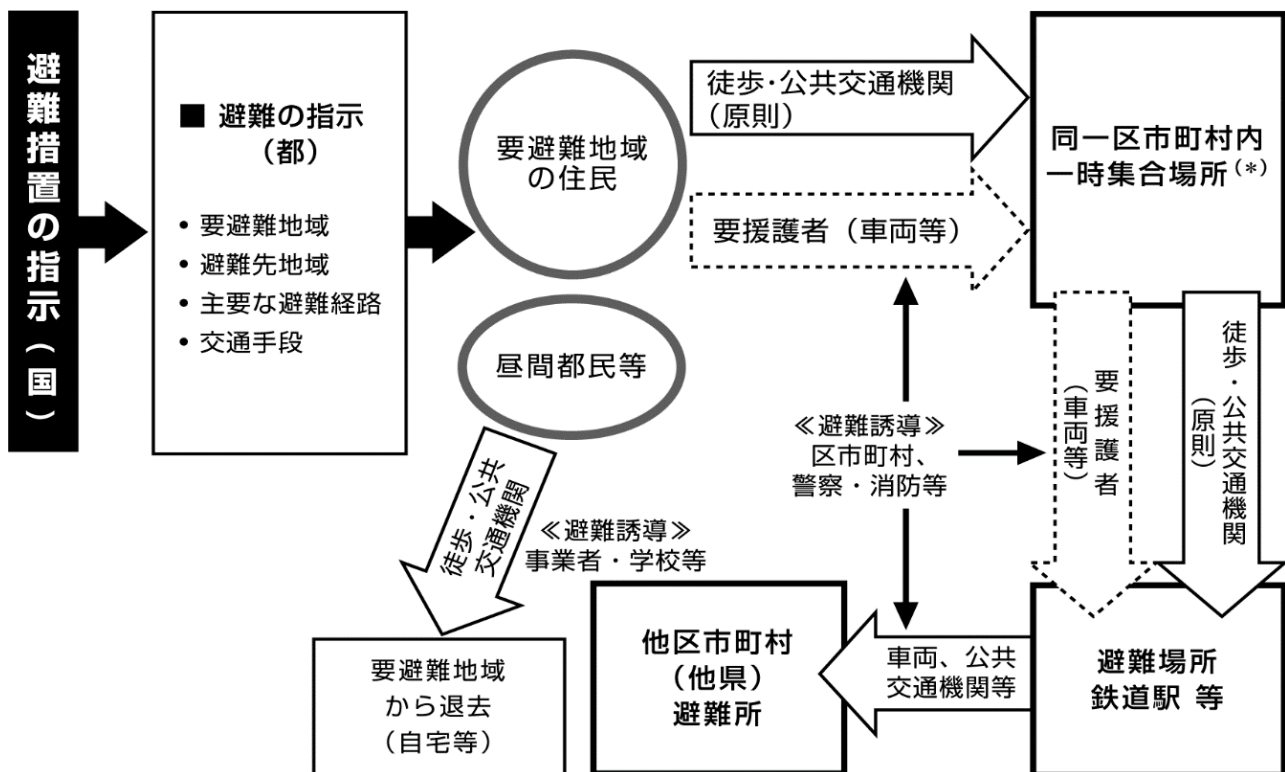 避難措置の指示（国）
■ 避難の指示
（都）
• 要避難地域
• 避難先地域
• 主要な避難経路
• 交通手段
要避難地域
の住民
昼間都民等
徒歩・公共交通機関
（原則）
要援護者（車両等）
同一区市町村内
一時集合場所(*)
要援護者
（車両等）
徒歩・公共交通機関
（原則）
≪避難誘導≫
区市町村、
警察・消防等
徒歩・公共
交通機関
≪避難誘導≫
事業者・学校等
要避難地域
から退去
（自宅等）
他区市町村
（他県）
避難所
車両、公共
交通機関等
避難場所
鉄道駅 等